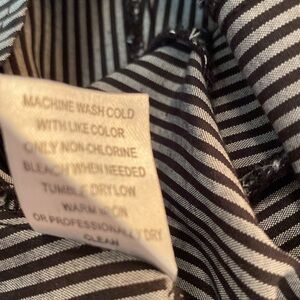 MACHINE WASH COLD
WITH LIKE COLOR
ONLY NON-CHLORINE
BLEACH WHEN NEEDED
TUMBLE DRY LOW
WARM IRON
OR PROFESSIONALLY DRY
CLEAN